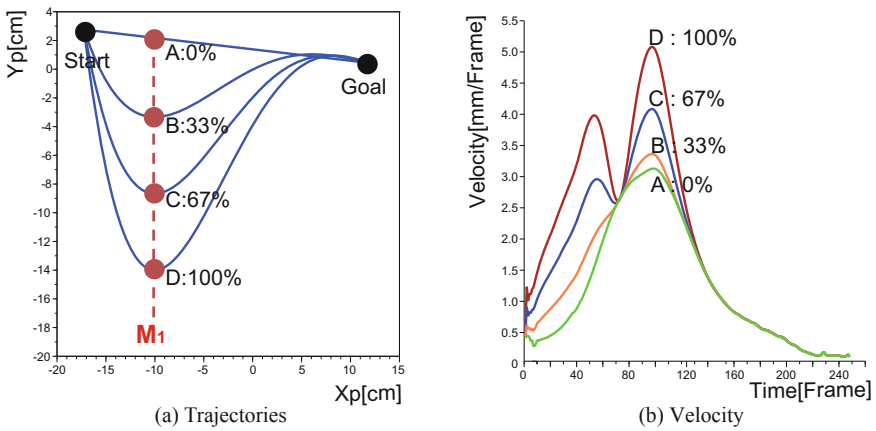 Yp[cm]
4
2
0
-2
-4
-6
-8
-10
-12
-14
-16
-18
-20
Start
A:0%
Goal
B:33%
C:67%
D:100%
M1
-20
-15
-10
-5
0
5
10
15
Xp[cm]
(a) Trajectories
Velocity[mm/Frame]
5.5
5.0
4.5
4.0
3.5
3.0
2.5
2.0
1.5
1.0
0.5
0
D : 100%
C : 67%
B : 33%
A : 0%
0
40
80
120
160
200
240
Time[Frame]
(b) Velocity